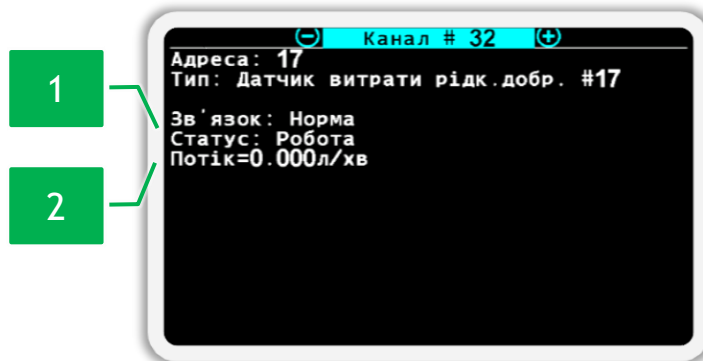 Канал # 32
Адреса: 17
Тип: Датчик витрати рідк.добр. #17
Зв'язок: Норма
Статус: Робота
Потік=0.000л/хв
1
2